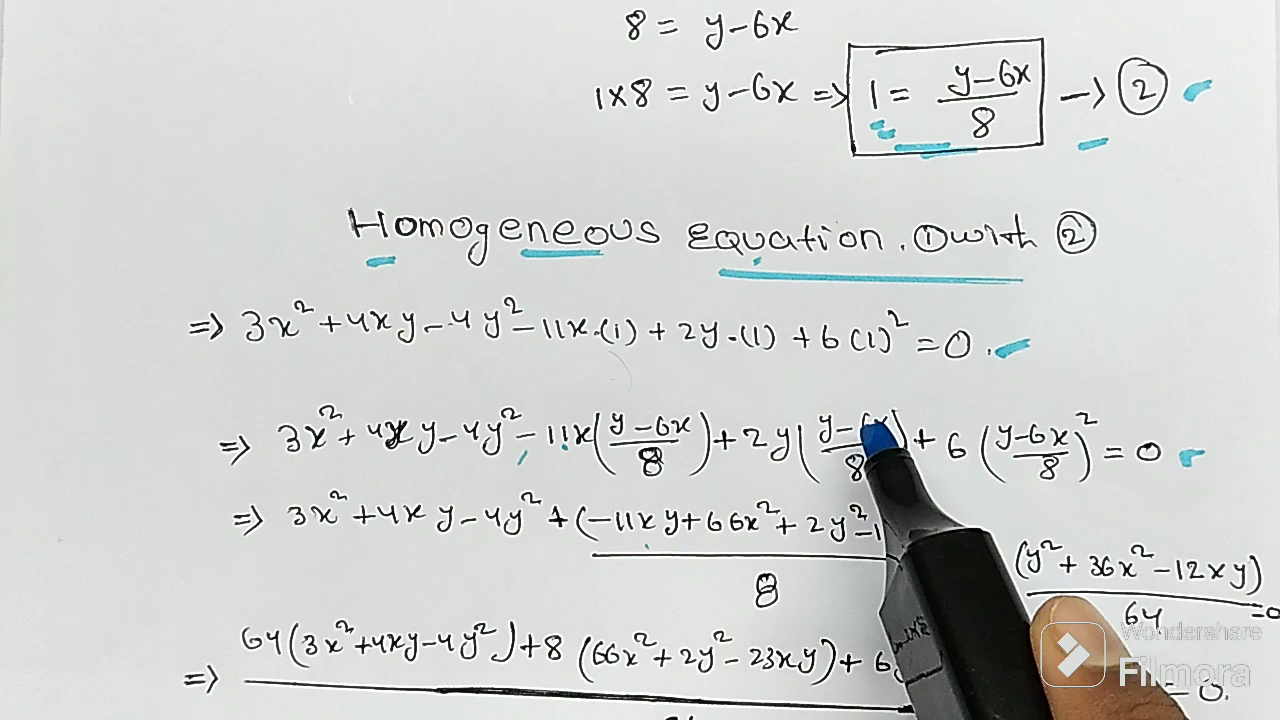 8 = y-6x
1x8 = y-6x => 1 = (y-6x)/8 -> ②
Homogeneous Equation. ① with ②
=> 3x² + 4xy - 4y² - 11x.(1) + 2y.(1) + 6(1)² = 0.
=> 3x² + 4xy - 4y² - 11x((y-6x)/8) + 2y((y-6x)/8) + 6((y-6x)/8)² = 0
=> 3x² + 4xy - 4y² + (-11xy + 66x² + 2y² - 1 (y² + 36x² - 12xy)/64 = 0
8
=> 64(3x² + 4xy - 4y²) + 8(66x² + 2y² - 23xy) + 6 = 0.
Wondershare
Filmora